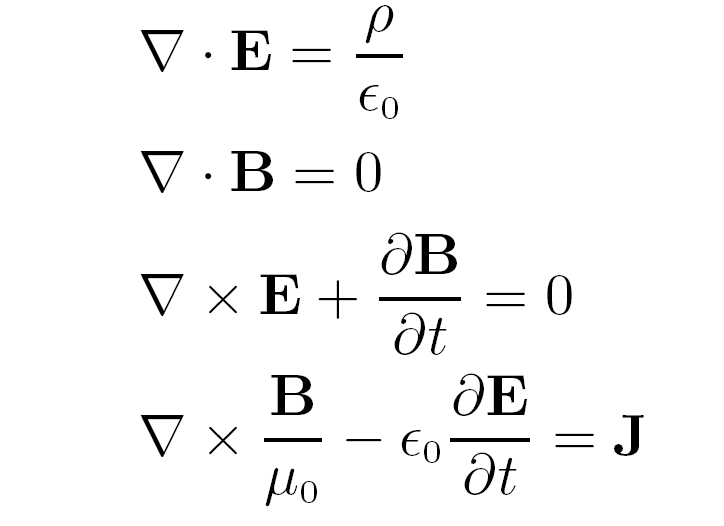 ∇ · 𝐄 = ρ/ϵ₀
∇ · 𝐁 = 0
∇ × 𝐄 + ∂𝐁/∂t = 0
∇ × 𝐁/μ₀ − ϵ₀ ∂𝐄/∂t = 𝐉